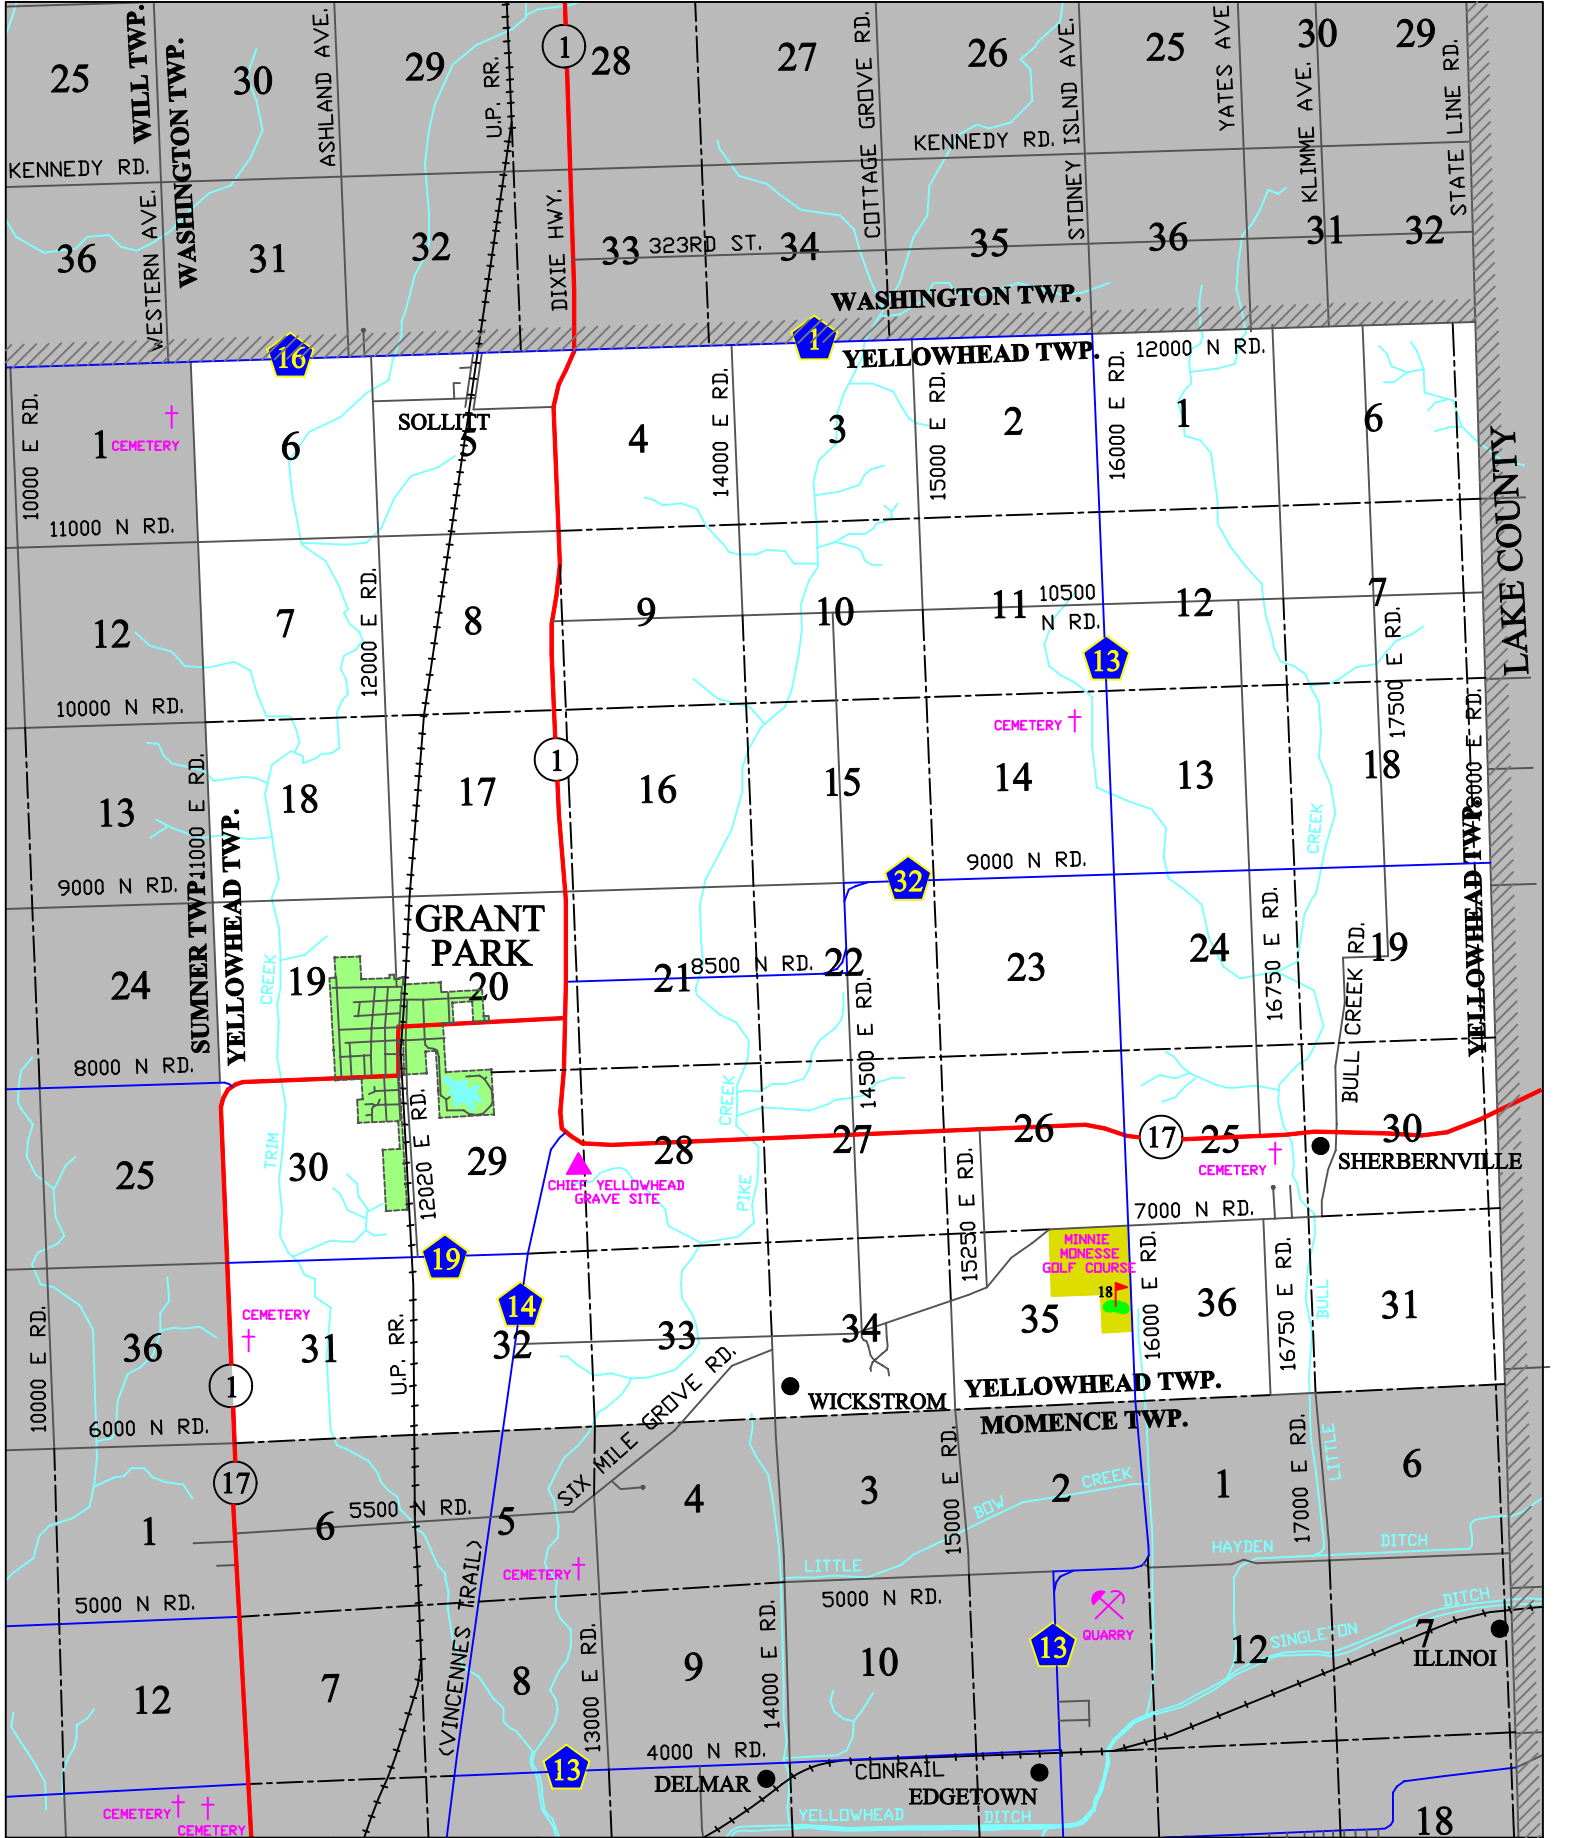 25
WILL TWP.
WASHINGTON TWP.
30
ASHLAND AVE.
29
U.P. RR.
1
28
27
COTTAGE GROVE RD.
26
STONEY ISLND AVE.
25
YATES AVE
30
KLIMME AVE.
29
STATE LINE RD.
KENNEDY RD.
KENNEDY RD.
36
WESTERN AVE.
31
32
DIXIE HWY.
33
323RD ST.
34
35
36
31
32
WASHINGTON TWP.
16
1
YELLOWHEAD TWP.
12000 N RD.
10000 E RD.
1
CEMETERY
6
SOLLITT
5
4
14000 E RD.
3
15000 E RD.
2
16000 E RD.
1
6
LAKE COUNTY
11000 N RD.
12
7
12000 E RD.
8
9
10
11
10500
N RD.
12
7
13
17500 E RD.
10000 N RD.
CEMETERY
18000 E RD.
1
13
11000 E RD.
18
17
16
15
14
13
18
CREEK
SUMNER TWP.
YELLOWHEAD TWP.
YELLOWHEAD TWP.
9000 N RD.
32
9000 N RD.
GRANT
PARK
24
CREEK
19
20
21
8500 N RD.
22
23
24
16750 E RD.
BULL CREEK RD.
19
14500 E RD.
8000 N RD.
CREEK
25
TRIM
30
12020 E RD.
29
28
27
26
17
25
30
CEMETERY
SHERBERNVILLE
CHIEF YELLOWHEAD
GRAVE SITE
PIKE
15250 E RD.
7000 N RD.
19
14
MINNIE
MONESSE
GOLF COURSE
18
16000 E RD.
16750 E RD.
BULL
10000 E RD.
36
CEMETERY
31
U.P. RR.
32
33
34
35
36
31
1
WICKSTROM
YELLOWHEAD TWP.
MOMENCE TWP.
6000 N RD.
SIX MILE GROVE RD.
17
1
6
5500 N RD.
5
4
3
15000 E RD.
2
BOW
CREEK
1
17000 E RD.
LITTLE
6
LITTLE
HAYDEN
DITCH
CEMETERY
5000 N RD.
5000 N RD.
(VINCENNES TRAIL)
13000 E RD.
14000 E RD.
13
QUARRY
DITCH
SINGLETON
12
7
8
9
10
12
7
ILLINOI
13
4000 N RD.
DELMAR
CONRAIL
EDGETOWN
YELLOWHEAD
DITCH
CEMETERY
CEMETERY
18